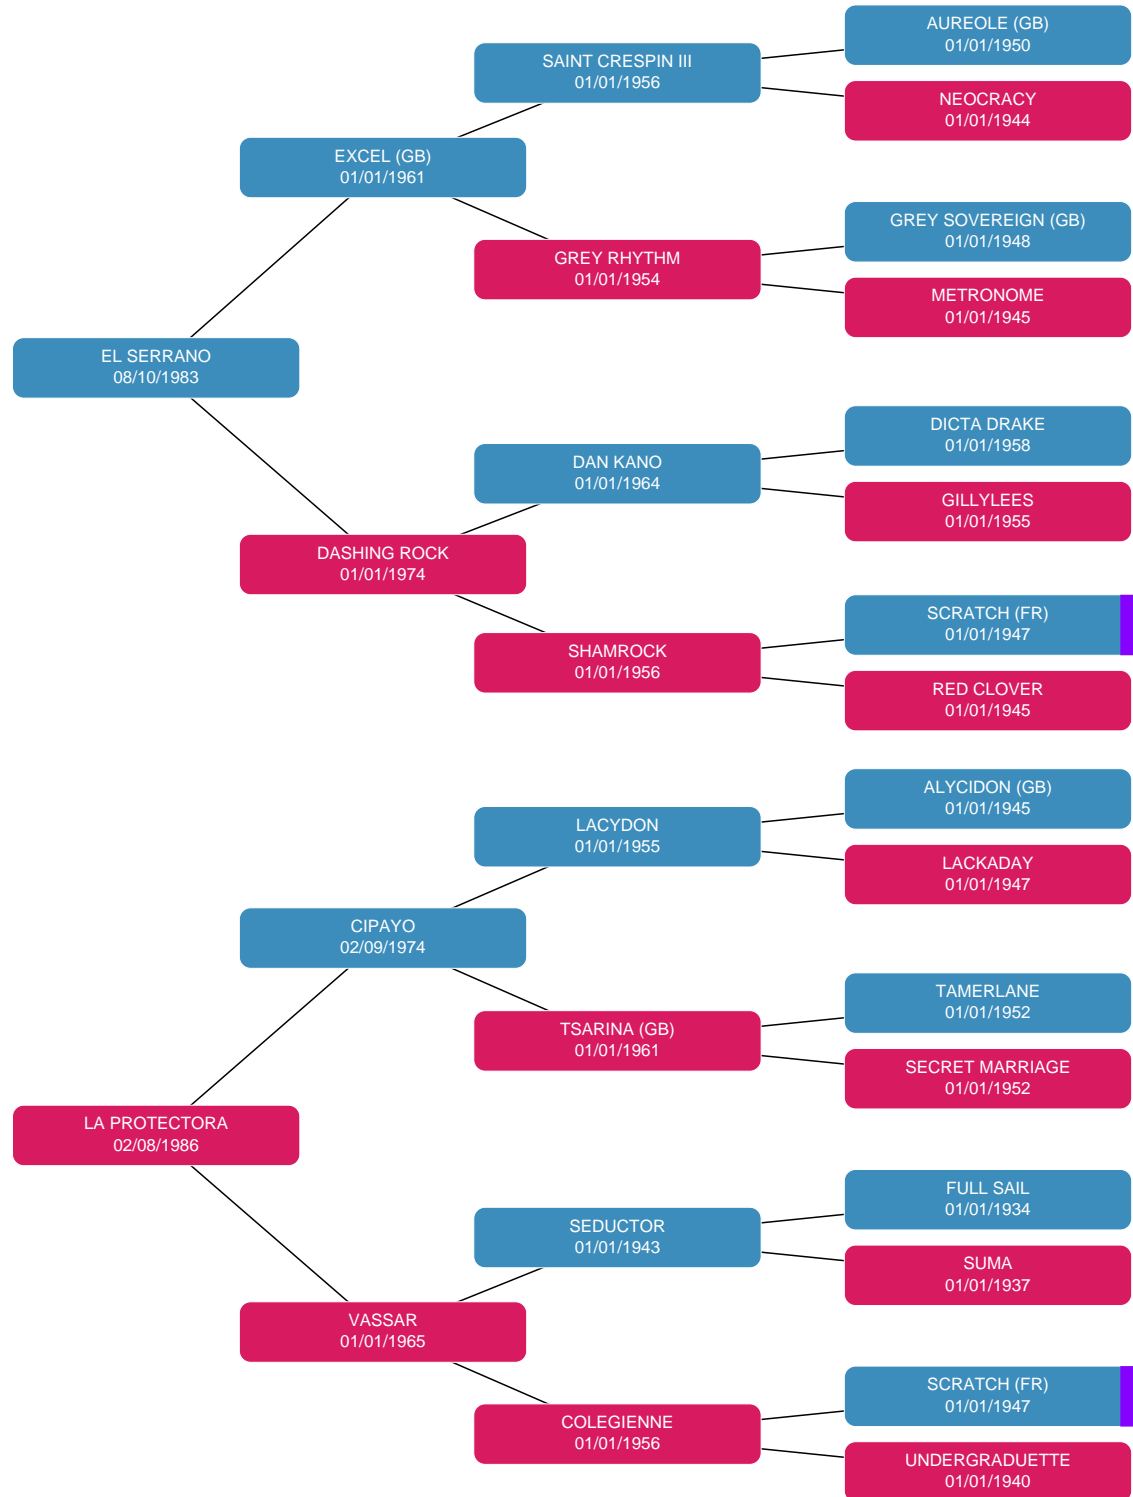 AUREOLE (GB)
01/01/1950
SAINT CRESPIN III
01/01/1956
NEOCRACY
01/01/1944
EXCEL (GB)
01/01/1961
GREY SOVEREIGN (GB)
01/01/1948
GREY RHYTHM
01/01/1954
METRONOME
01/01/1945
EL SERRANO
08/10/1983
DICTA DRAKE
01/01/1958
DAN KANO
01/01/1964
GILLYLEES
01/01/1955
DASHING ROCK
01/01/1974
SCRATCH (FR)
01/01/1947
SHAMROCK
01/01/1956
RED CLOVER
01/01/1945
ALYCIDON (GB)
01/01/1945
LACYDON
01/01/1955
LACKADAY
01/01/1947
CIPAYO
02/09/1974
TAMERLANE
01/01/1952
TSARINA (GB)
01/01/1961
SECRET MARRIAGE
01/01/1952
LA PROTECTORA
02/08/1986
FULL SAIL
01/01/1934
SEDUCTOR
01/01/1943
SUMA
01/01/1937
VASSAR
01/01/1965
SCRATCH (FR)
01/01/1947
COLEGIENNE
01/01/1956
UNDERGRADUETTE
01/01/1940